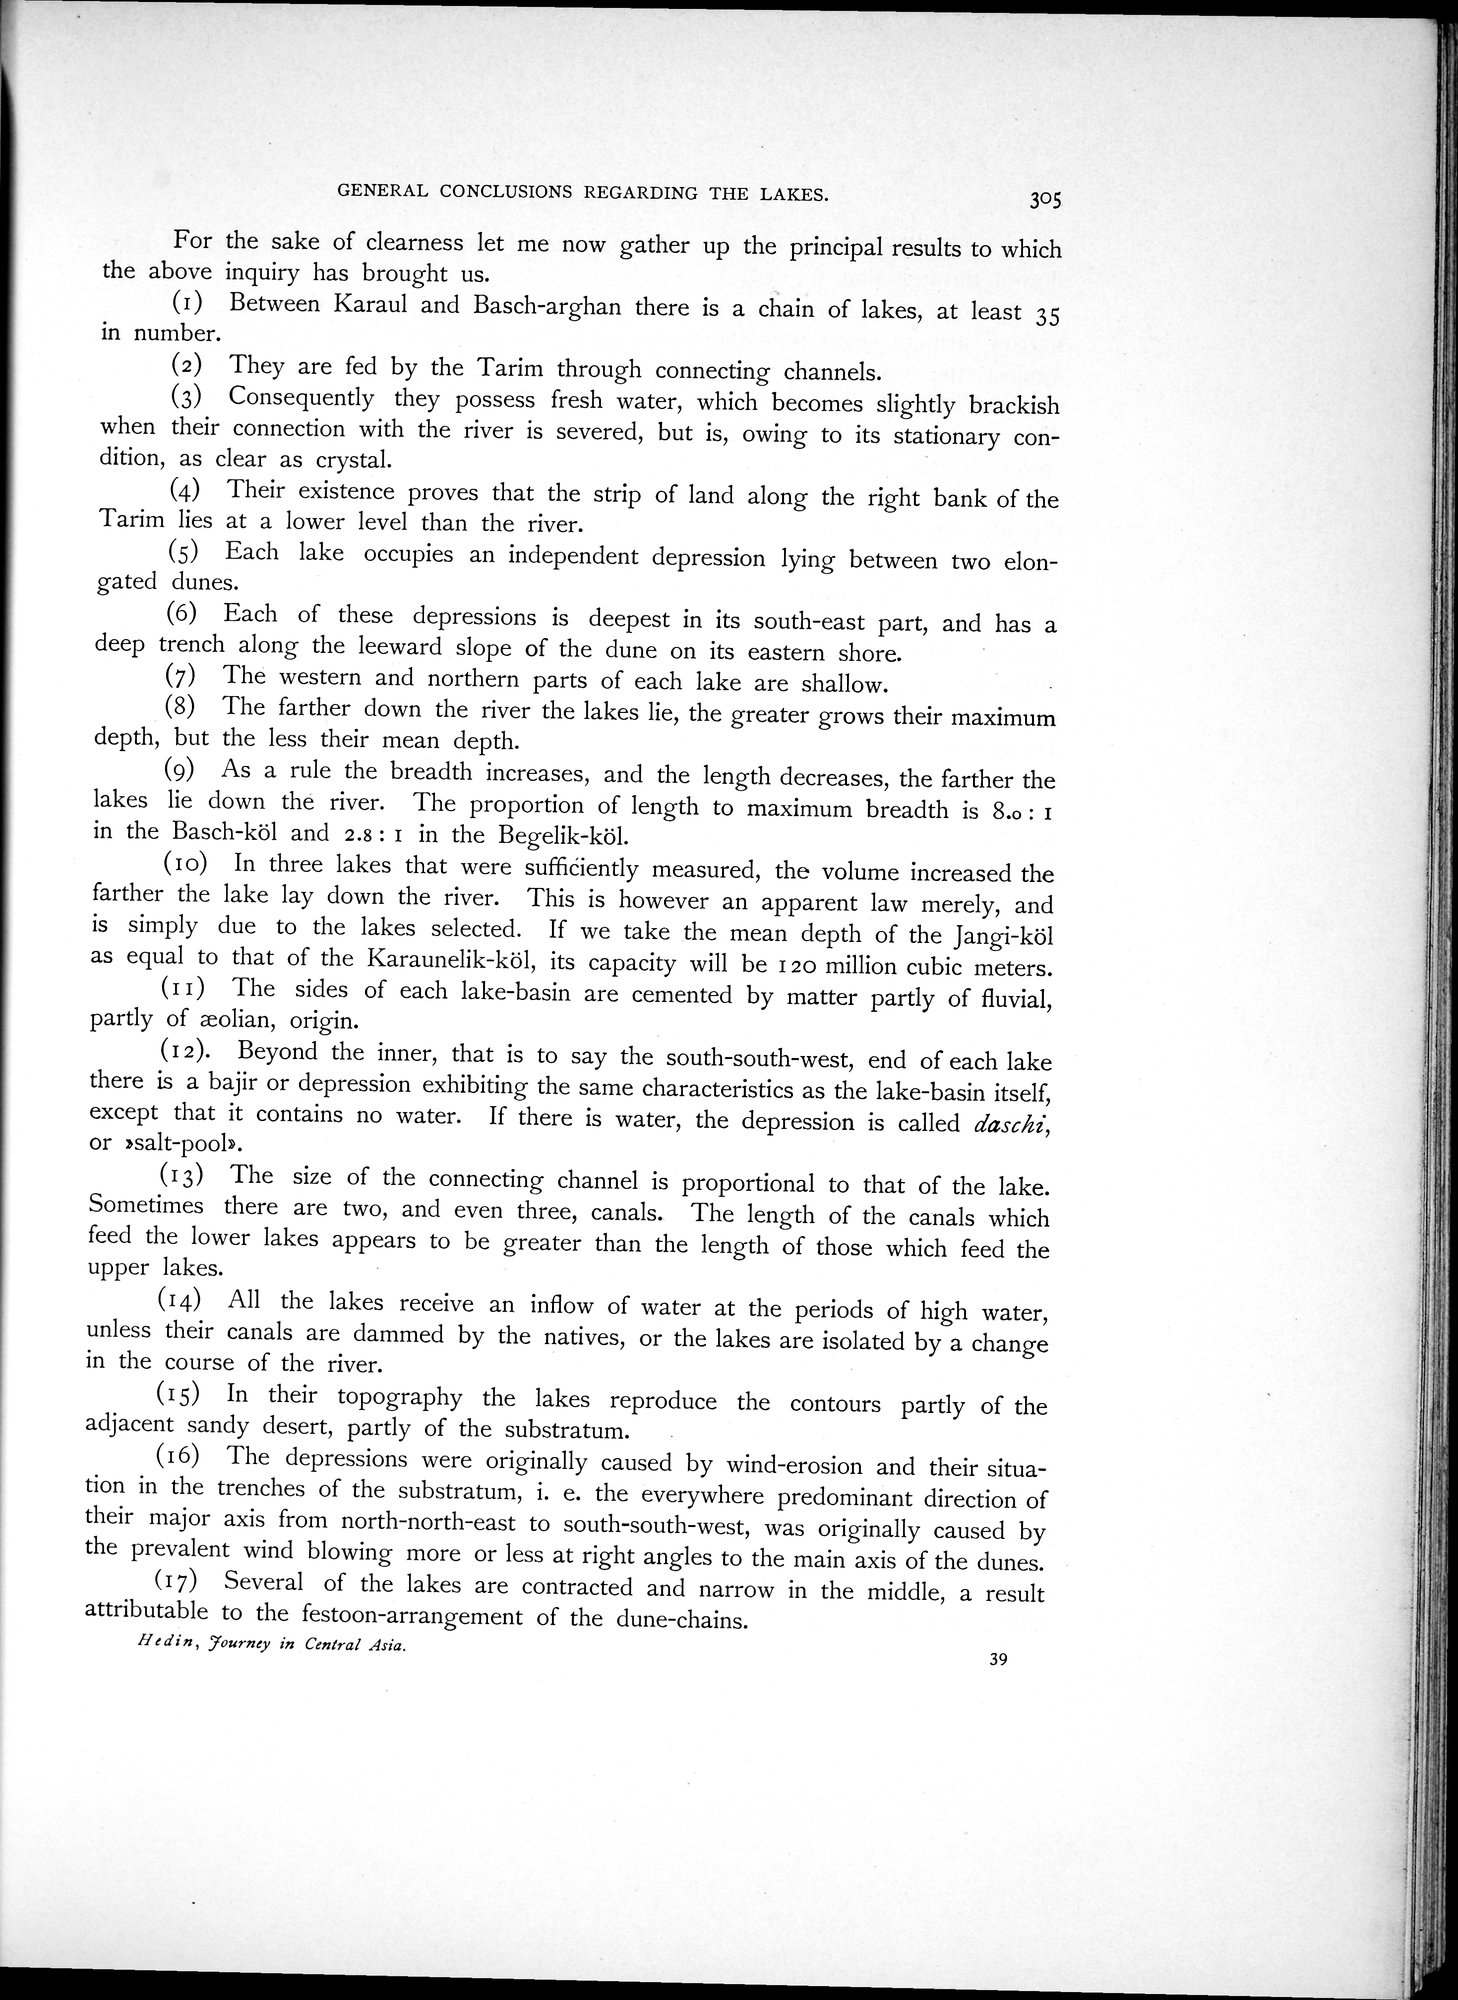 GENERAL CONCLUSIONS REGARDING THE LAKES. 305
For the sake of clearness let me now gather up the principal results to which
the above inquiry has brought us.
(1) Between Karaul and Basch-arghan there is a chain of lakes, at least 35
in number.
(2) They are fed by the Tarim through connecting channels.
(3) Consequently they possess fresh water, which becomes slightly brackish
when their connection with the river is severed, but is, owing to its stationary con-
dition, as clear as crystal.
(4) Their existence proves that the strip of land along the right bank of the
Tarim lies at a lower level than the river.
(5) Each lake occupies an independent depression lying between two elon-
gated dunes.
(6) Each of these depressions is deepest in its south-east part, and has a
deep trench along the leeward slope of the dune on its eastern shore.
(7) The western and northern parts of each lake are shallow.
(8) The farther down the river the lakes lie, the greater grows their maximum
depth, but the less their mean depth.
(9) As a rule the breadth increases, and the length decreases, the farther the
lakes lie down the river. The proportion of length to maximum breadth is 8.0 : 1
in the Basch-köl and 2.8 : 1 in the Begelik-köl.
(10) In three lakes that were sufficiently measured, the volume increased the
farther the lake lay down the river. This is however an apparent law merely, and
is simply due to the lakes selected. If we take the mean depth of the Jangi-köl
as equal to that of the Karaunelik-köl, its capacity will be 120 million cubic meters.
(11) The sides of each lake-basin are cemented by matter partly of fluvial,
partly of æolian, origin.
(12). Beyond the inner, that is to say the south-south-west, end of each lake
there is a bajir or depression exhibiting the same characteristics as the lake-basin itself,
except that it contains no water. If there is water, the depression is called daschi,
or »salt-pool».
(13) The size of the connecting channel is proportional to that of the lake.
Sometimes there are two, and even three, canals. The length of the canals which
feed the lower lakes appears to be greater than the length of those which feed the
upper lakes.
(14) All the lakes receive an inflow of water at the periods of high water,
unless their canals are dammed by the natives, or the lakes are isolated by a change
in the course of the river.
(15) In their topography the lakes reproduce the contours partly of the
adjacent sandy desert, partly of the substratum.
(16) The depressions were originally caused by wind-erosion and their situa-
tion in the trenches of the substratum, i. e. the everywhere predominant direction of
their major axis from north-north-east to south-south-west, was originally caused by
the prevalent wind blowing more or less at right angles to the main axis of the dunes.
(17) Several of the lakes are contracted and narrow in the middle, a result
attributable to the festoon-arrangement of the dune-chains.
Hedin, Journey in Central Asia.
39